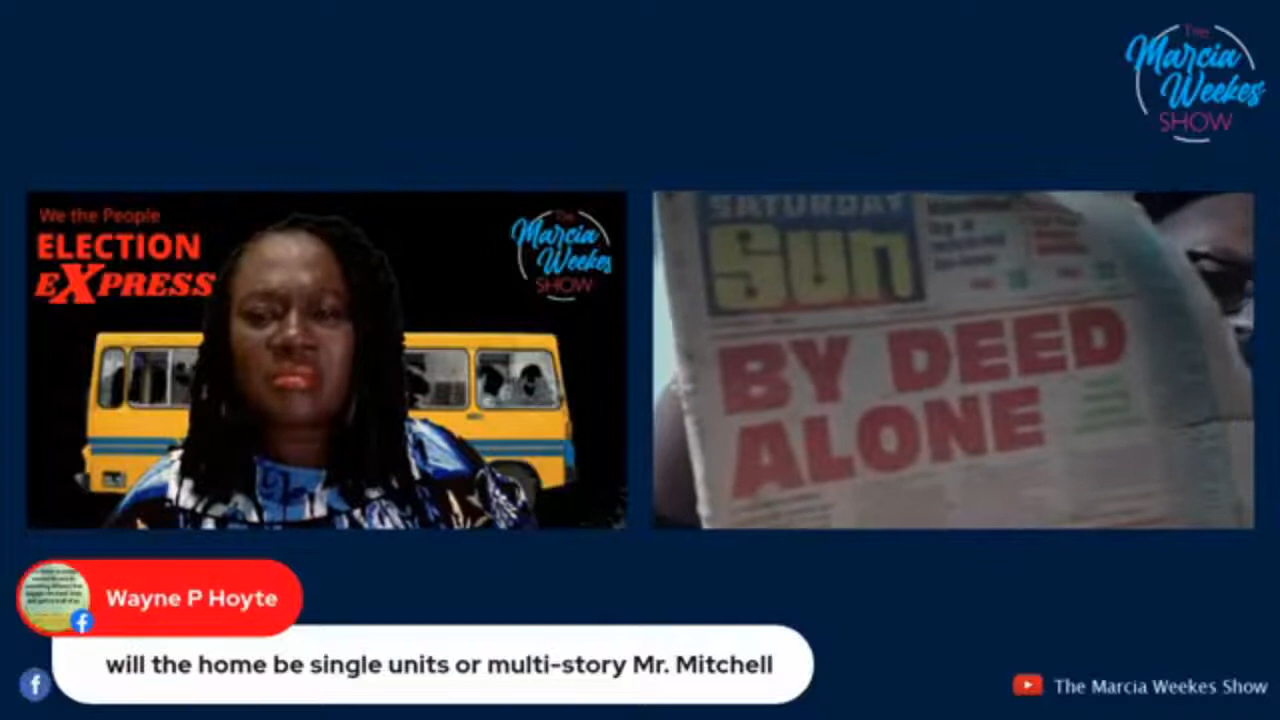 The
Marcia
Weekes
SHOW
We the People
ELECTION
eXPRESS
The
Marcia
Weekes
SHOW
SATURDAY
Sun
BY DEED
ALONE
Wayne P Hoyte
will the home be single units or multi-story Mr. Mitchell
The Marcia Weekes Show